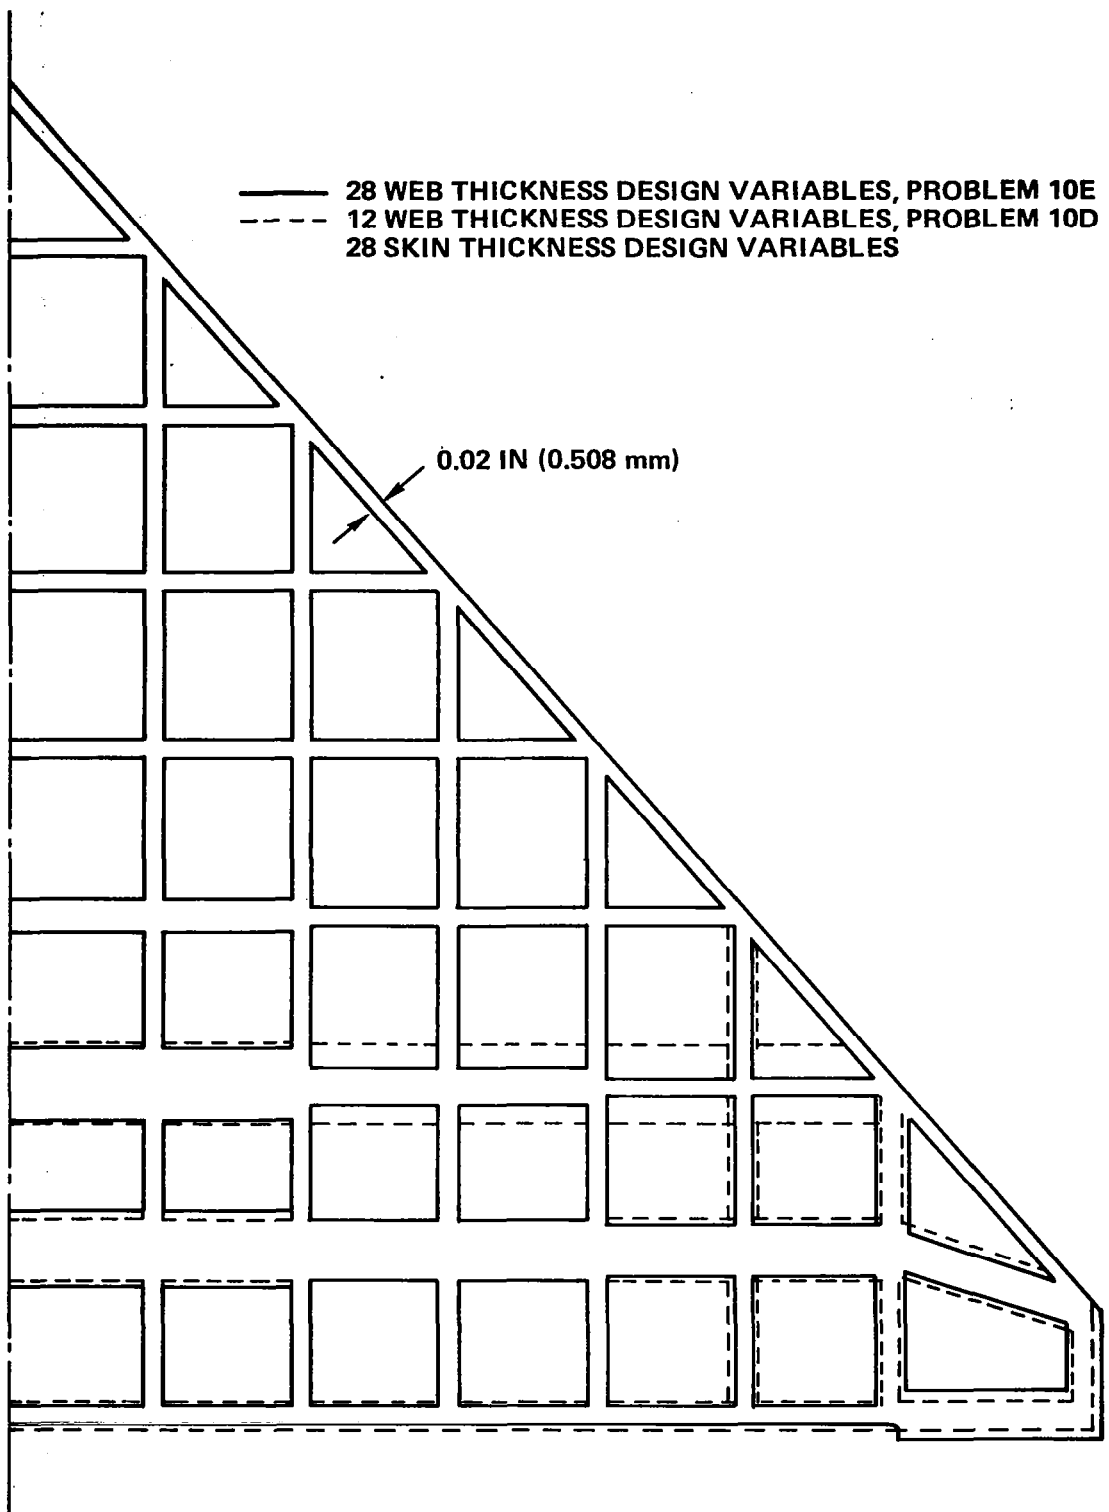 28 WEB THICKNESS DESIGN VARIABLES, PROBLEM 10E
12 WEB THICKNESS DESIGN VARIABLES, PROBLEM 10D
28 SKIN THICKNESS DESIGN VARIABLES
0.02 IN (0.508 mm)